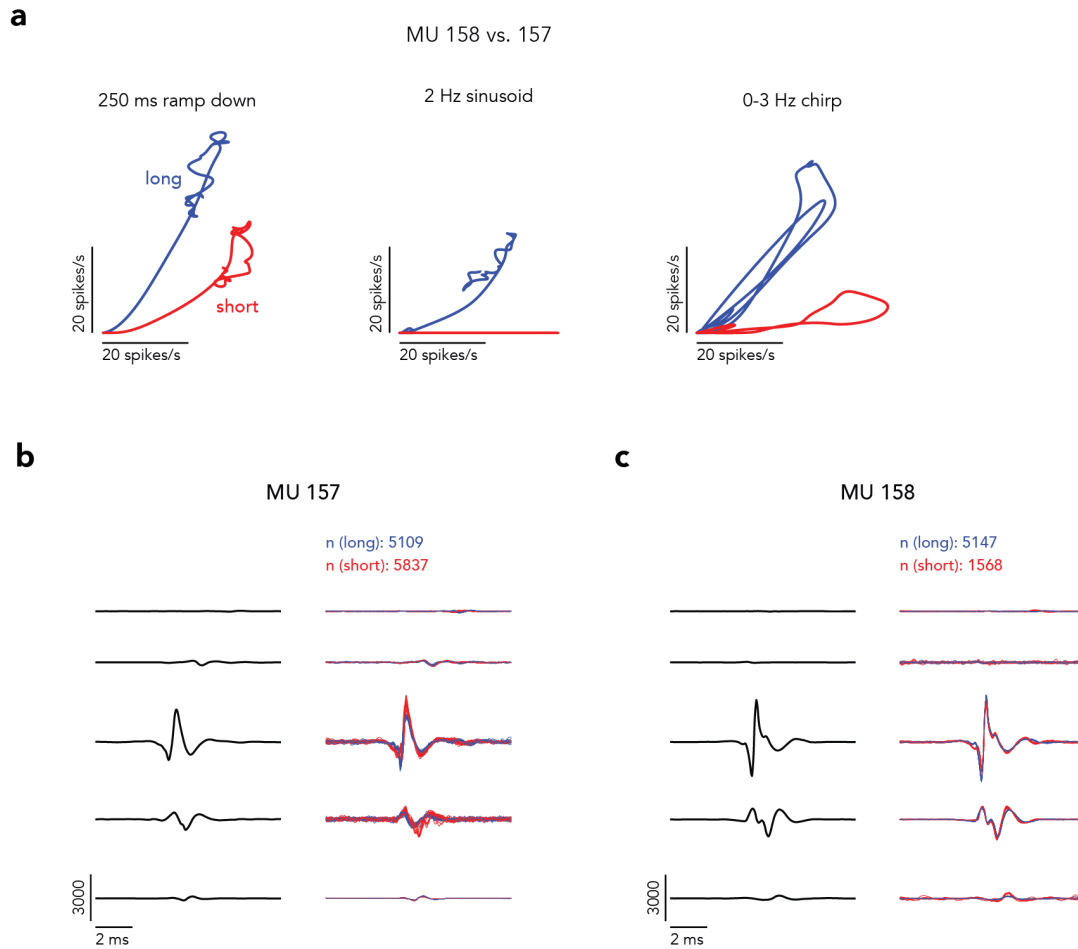 a
MU 158 vs. 157
250 ms ramp down
2 Hz sinusoid
0-3 Hz chirp
long
short
20 spikes/s
20 spikes/s
20 spikes/s
20 spikes/s
20 spikes/s
20 spikes/s
b
MU 157
n (long): 5109
n (short): 5837
3000
2 ms
c
MU 158
n (long): 5147
n (short): 1568
3000
2 ms